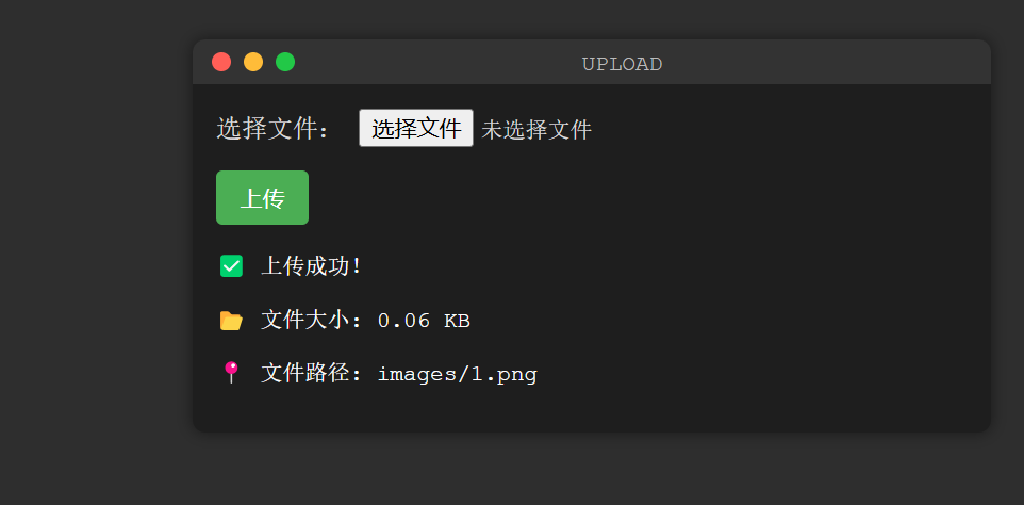 UPLOAD
选择文件： 选择文件 未选择文件
上传
✅ 上传成功！
📂 文件大小：0.06 KB
📍 文件路径：images/1.png